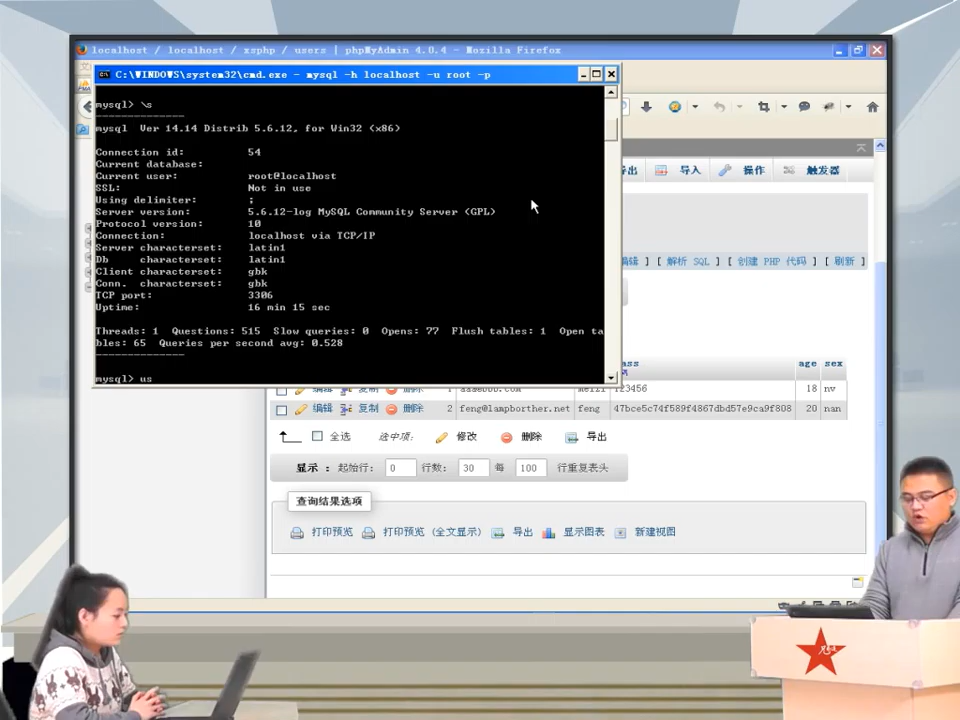 localhost / localhost / xsphp / users | phpMyAdmin 4.0.4 - Mozilla Firefox
C:\WINDOWS\system32\cmd.exe - mysql -h localhost -u root -p
mysql> \s
--------------
mysql  Ver 14.14 Distrib 5.6.12, for Win32 (x86)
Connection id: 54
Current database:
Current user: root@localhost
SSL: Not in use
Using delimiter: ;
Server version: 5.6.12-log MySQL Community Server (GPL)
Protocol version: 10
Connection: localhost via TCP/IP
Server characterset: latin1
Db     characterset: latin1
Client characterset: gbk
Conn.  characterset: gbk
TCP port: 3306
Uptime: 16 min 15 sec
Threads: 1  Questions: 515  Slow queries: 0  Opens: 77  Flush tables: 1  Open ta
bles: 65  Queries per second avg: 0.528
--------------
mysql> us
导入 操作 触发器
] [ 解析 SQL ] [ 创建 PHP 代码 ] [ 刷新 ]
age sex
编辑 复制 删除 123456 18 nv
编辑 复制 删除 2 feng@lampborther.net feng 47bce5c74f589f4867dbd57e9ca9f808 20 nan
全选 选中项: 修改 删除 导出
显示 : 起始行: 0 行数: 30 每 100 行重复表头
查询结果选项
打印预览 打印预览 (全文显示) 导出 显示图表 新建视图